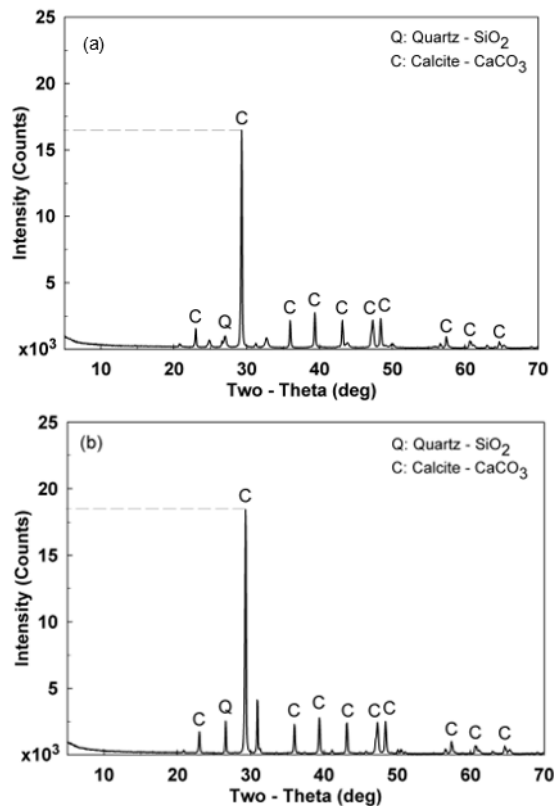 (a)
Q: Quartz - SiO2
C: Calcite - CaCO3
Intensity (Counts)
25
20
15
10
5
x10³
C
C
Q
C
C
C
C
C
C
C
C
10 20 30 40 50 60 70
Two - Theta (deg)
(b)
Q: Quartz - SiO2
C: Calcite - CaCO3
Intensity (Counts)
25
20
15
10
5
x10³
C
C
Q
C
C
C
C
C
C
C
C
10 20 30 40 50 60 70
Two - Theta (deg)